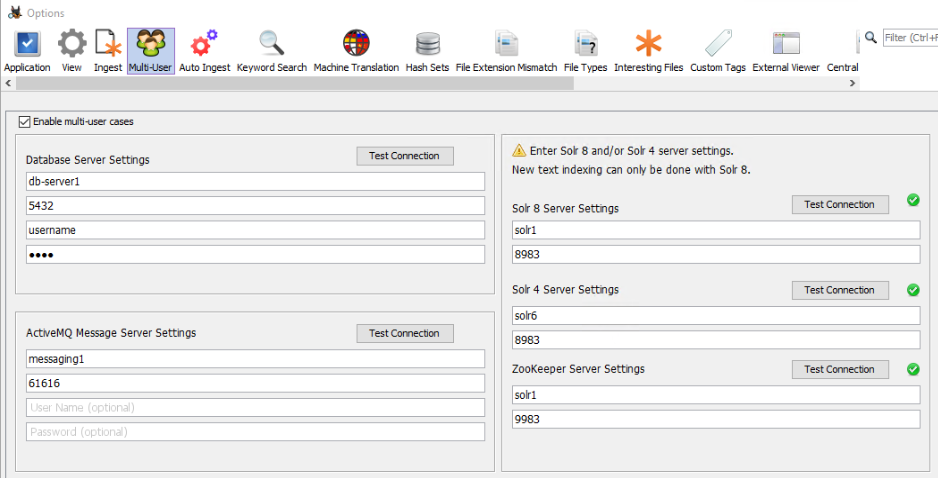 Options
Application View Ingest Multi-User Auto Ingest Keyword Search Machine Translation Hash Sets File Extension Mismatch File Types Interesting Files Custom Tags External Viewer Central
Filter (Ctrl+F
Enable multi-user cases
Database Server Settings
Test Connection
db-server1
5432
username
••••
ActiveMQ Message Server Settings
Test Connection
messaging1
61616
User Name (optional)
Password (optional)
Enter Solr 8 and/or Solr 4 server settings.
New text indexing can only be done with Solr 8.
Solr 8 Server Settings
Test Connection
solr1
8983
Solr 4 Server Settings
Test Connection
solr6
8983
ZooKeeper Server Settings
Test Connection
solr1
9983